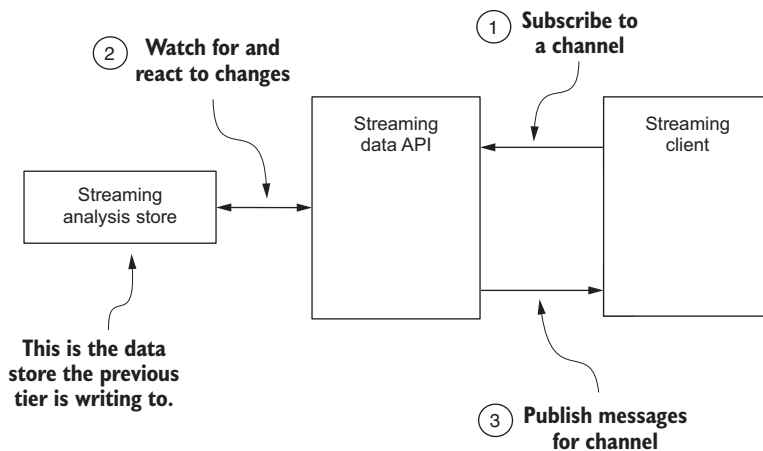 1
Subscribe to
a channel
2
Watch for and
react to changes
Streaming
data API
Streaming
client
Streaming
analysis store
This is the data
store the previous
tier is writing to.
3
Publish messages
for channel